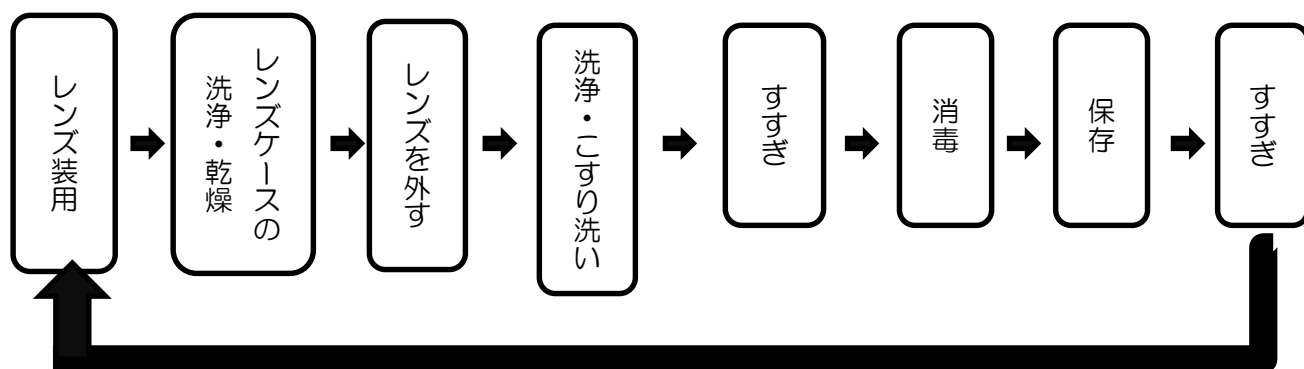 レンズ装用
レンズケースの
洗浄・乾燥
レンズを外す
洗浄・こすり洗い
すすぎ
消毒
保存
すすぎ